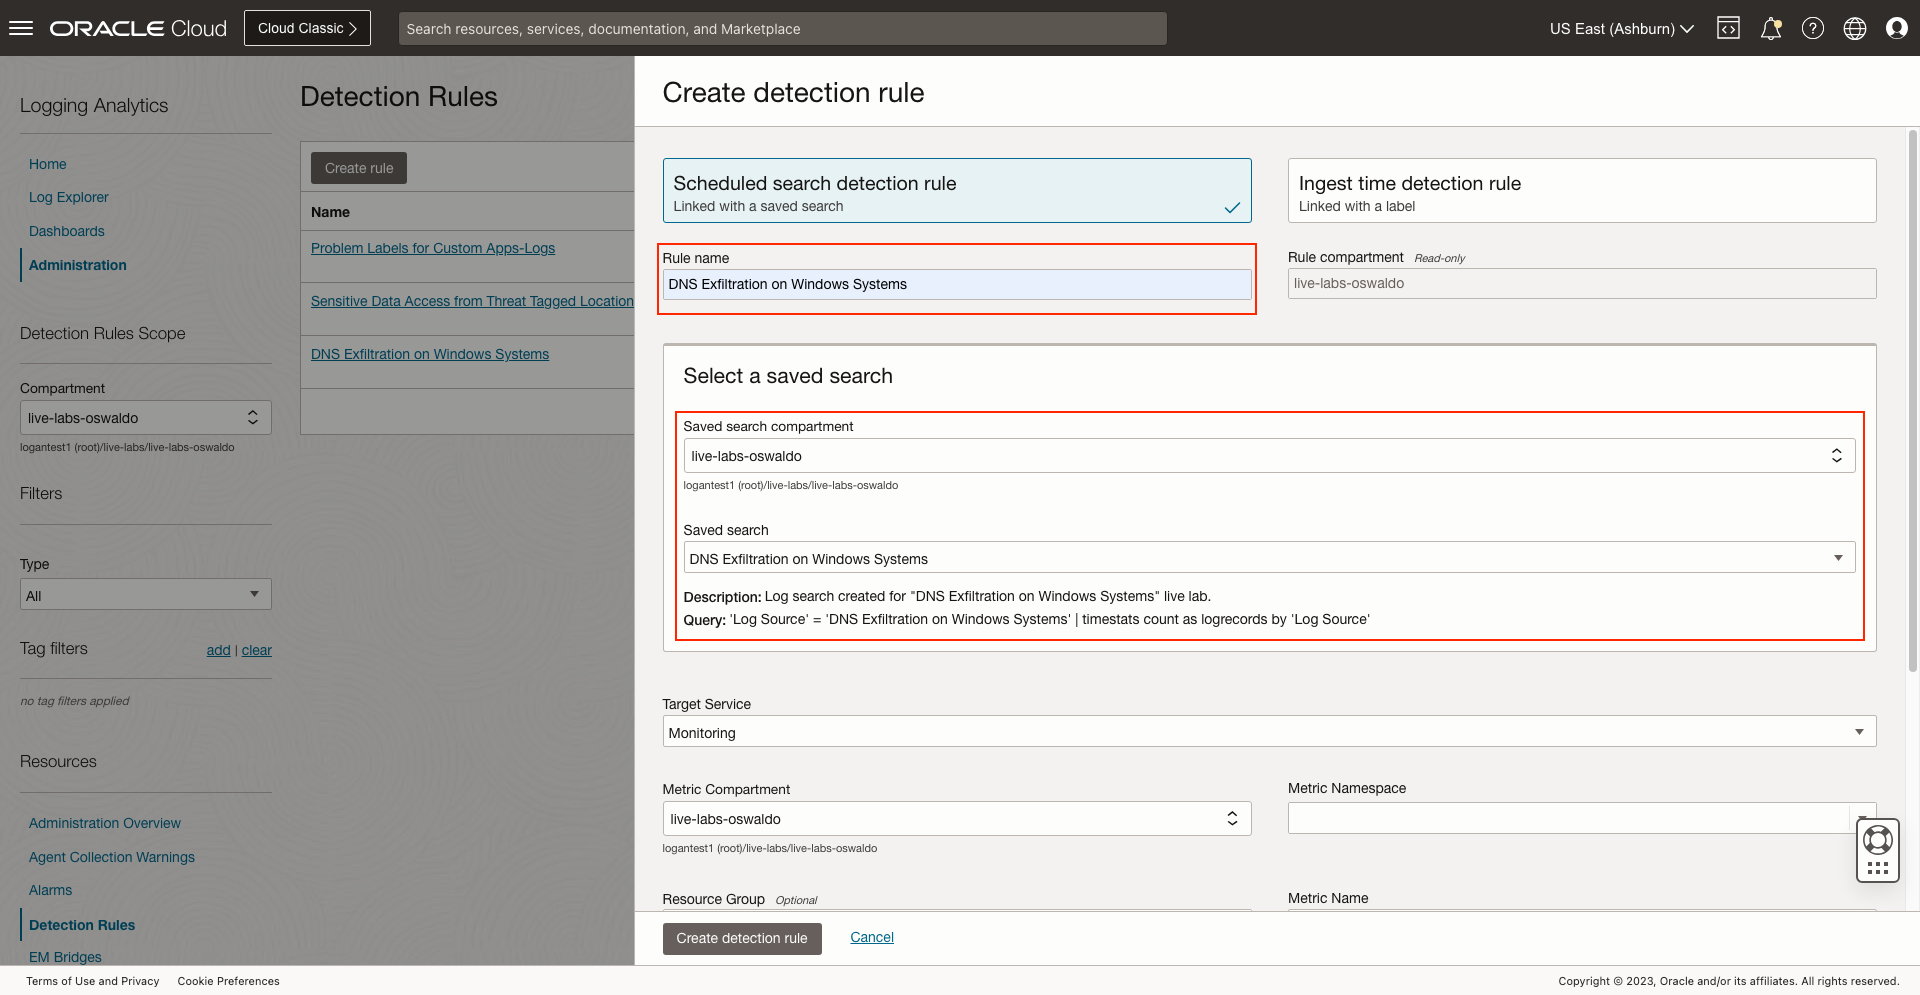 ORACLE Cloud
Cloud Classic
Search resources, services, documentation, and Marketplace
US East (Ashburn)
Logging Analytics
Home
Log Explorer
Dashboards
Administration
Detection Rules Scope
Compartment
live-labs-oswaldo
logantest1 (root)/live-labs/live-labs-oswaldo
Filters
Type
All
Tag filters
add | clear
no tag filters applied
Resources
Administration Overview
Agent Collection Warnings
Alarms
Detection Rules
EM Bridges
Detection Rules
Create rule
Name
Problem Labels for Custom Apps-Logs
Sensitive Data Access from Threat Tagged Location
DNS Exfiltration on Windows Systems
Create detection rule
Scheduled search detection rule
Linked with a saved search
Ingest time detection rule
Linked with a label
Rule name
DNS Exfiltration on Windows Systems
Rule compartment Read-only
live-labs-oswaldo
Select a saved search
Saved search compartment
live-labs-oswaldo
logantest1 (root)/live-labs/live-labs-oswaldo
Saved search
DNS Exfiltration on Windows Systems
Description: Log search created for "DNS Exfiltration on Windows Systems" live lab.
Query: 'Log Source' = 'DNS Exfiltration on Windows Systems' | timestats count as logrecords by 'Log Source'
Target Service
Monitoring
Metric Compartment
live-labs-oswaldo
logantest1 (root)/live-labs/live-labs-oswaldo
Metric Namespace
Resource Group Optional
Metric Name
Create detection rule
Cancel
Terms of Use and Privacy
Cookie Preferences
Copyright © 2023, Oracle and/or its affiliates. All rights reserved.